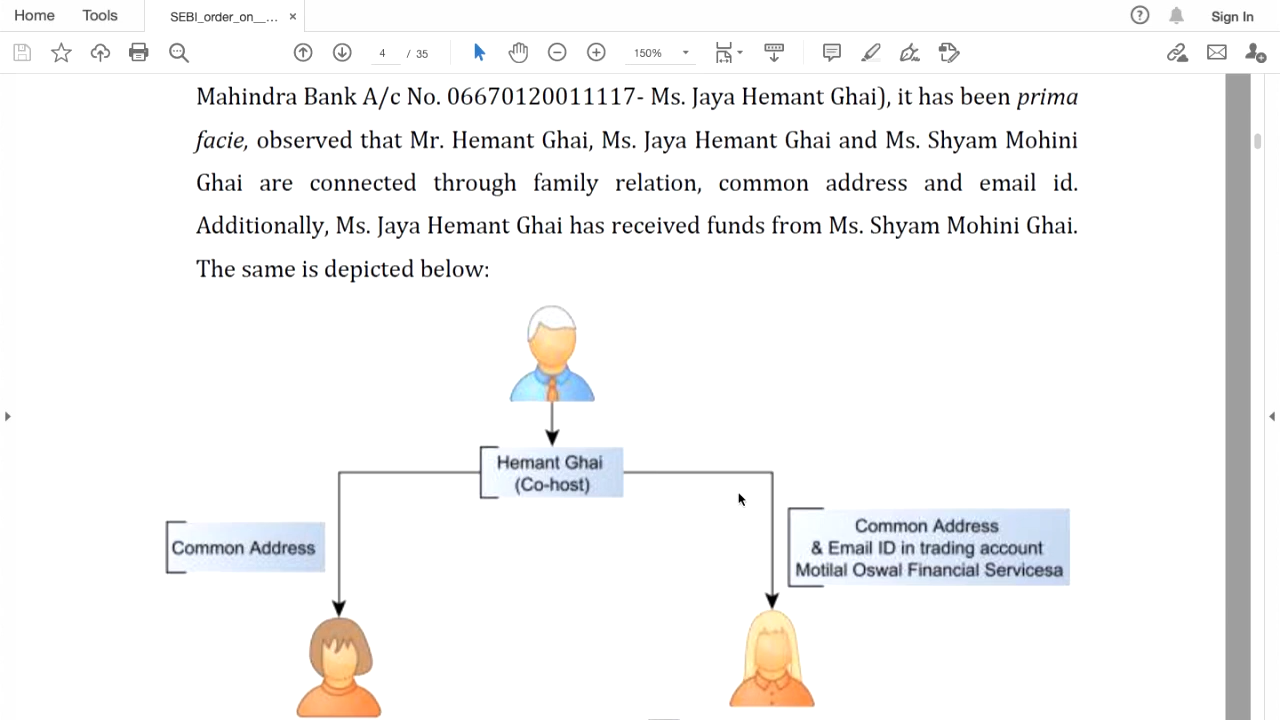 Home Tools SEBI_order_on__... × Sign In
4 / 35 150%
Mahindra Bank A/c No. 06670120011117- Ms. Jaya Hemant Ghai), it has been prima
facie, observed that Mr. Hemant Ghai, Ms. Jaya Hemant Ghai and Ms. Shyam Mohini
Ghai are connected through family relation, common address and email id.
Additionally, Ms. Jaya Hemant Ghai has received funds from Ms. Shyam Mohini Ghai.
The same is depicted below:
Hemant Ghai
(Co-host)
Common Address
Common Address
& Email ID in trading account
Motilal Oswal Financial Servicesa